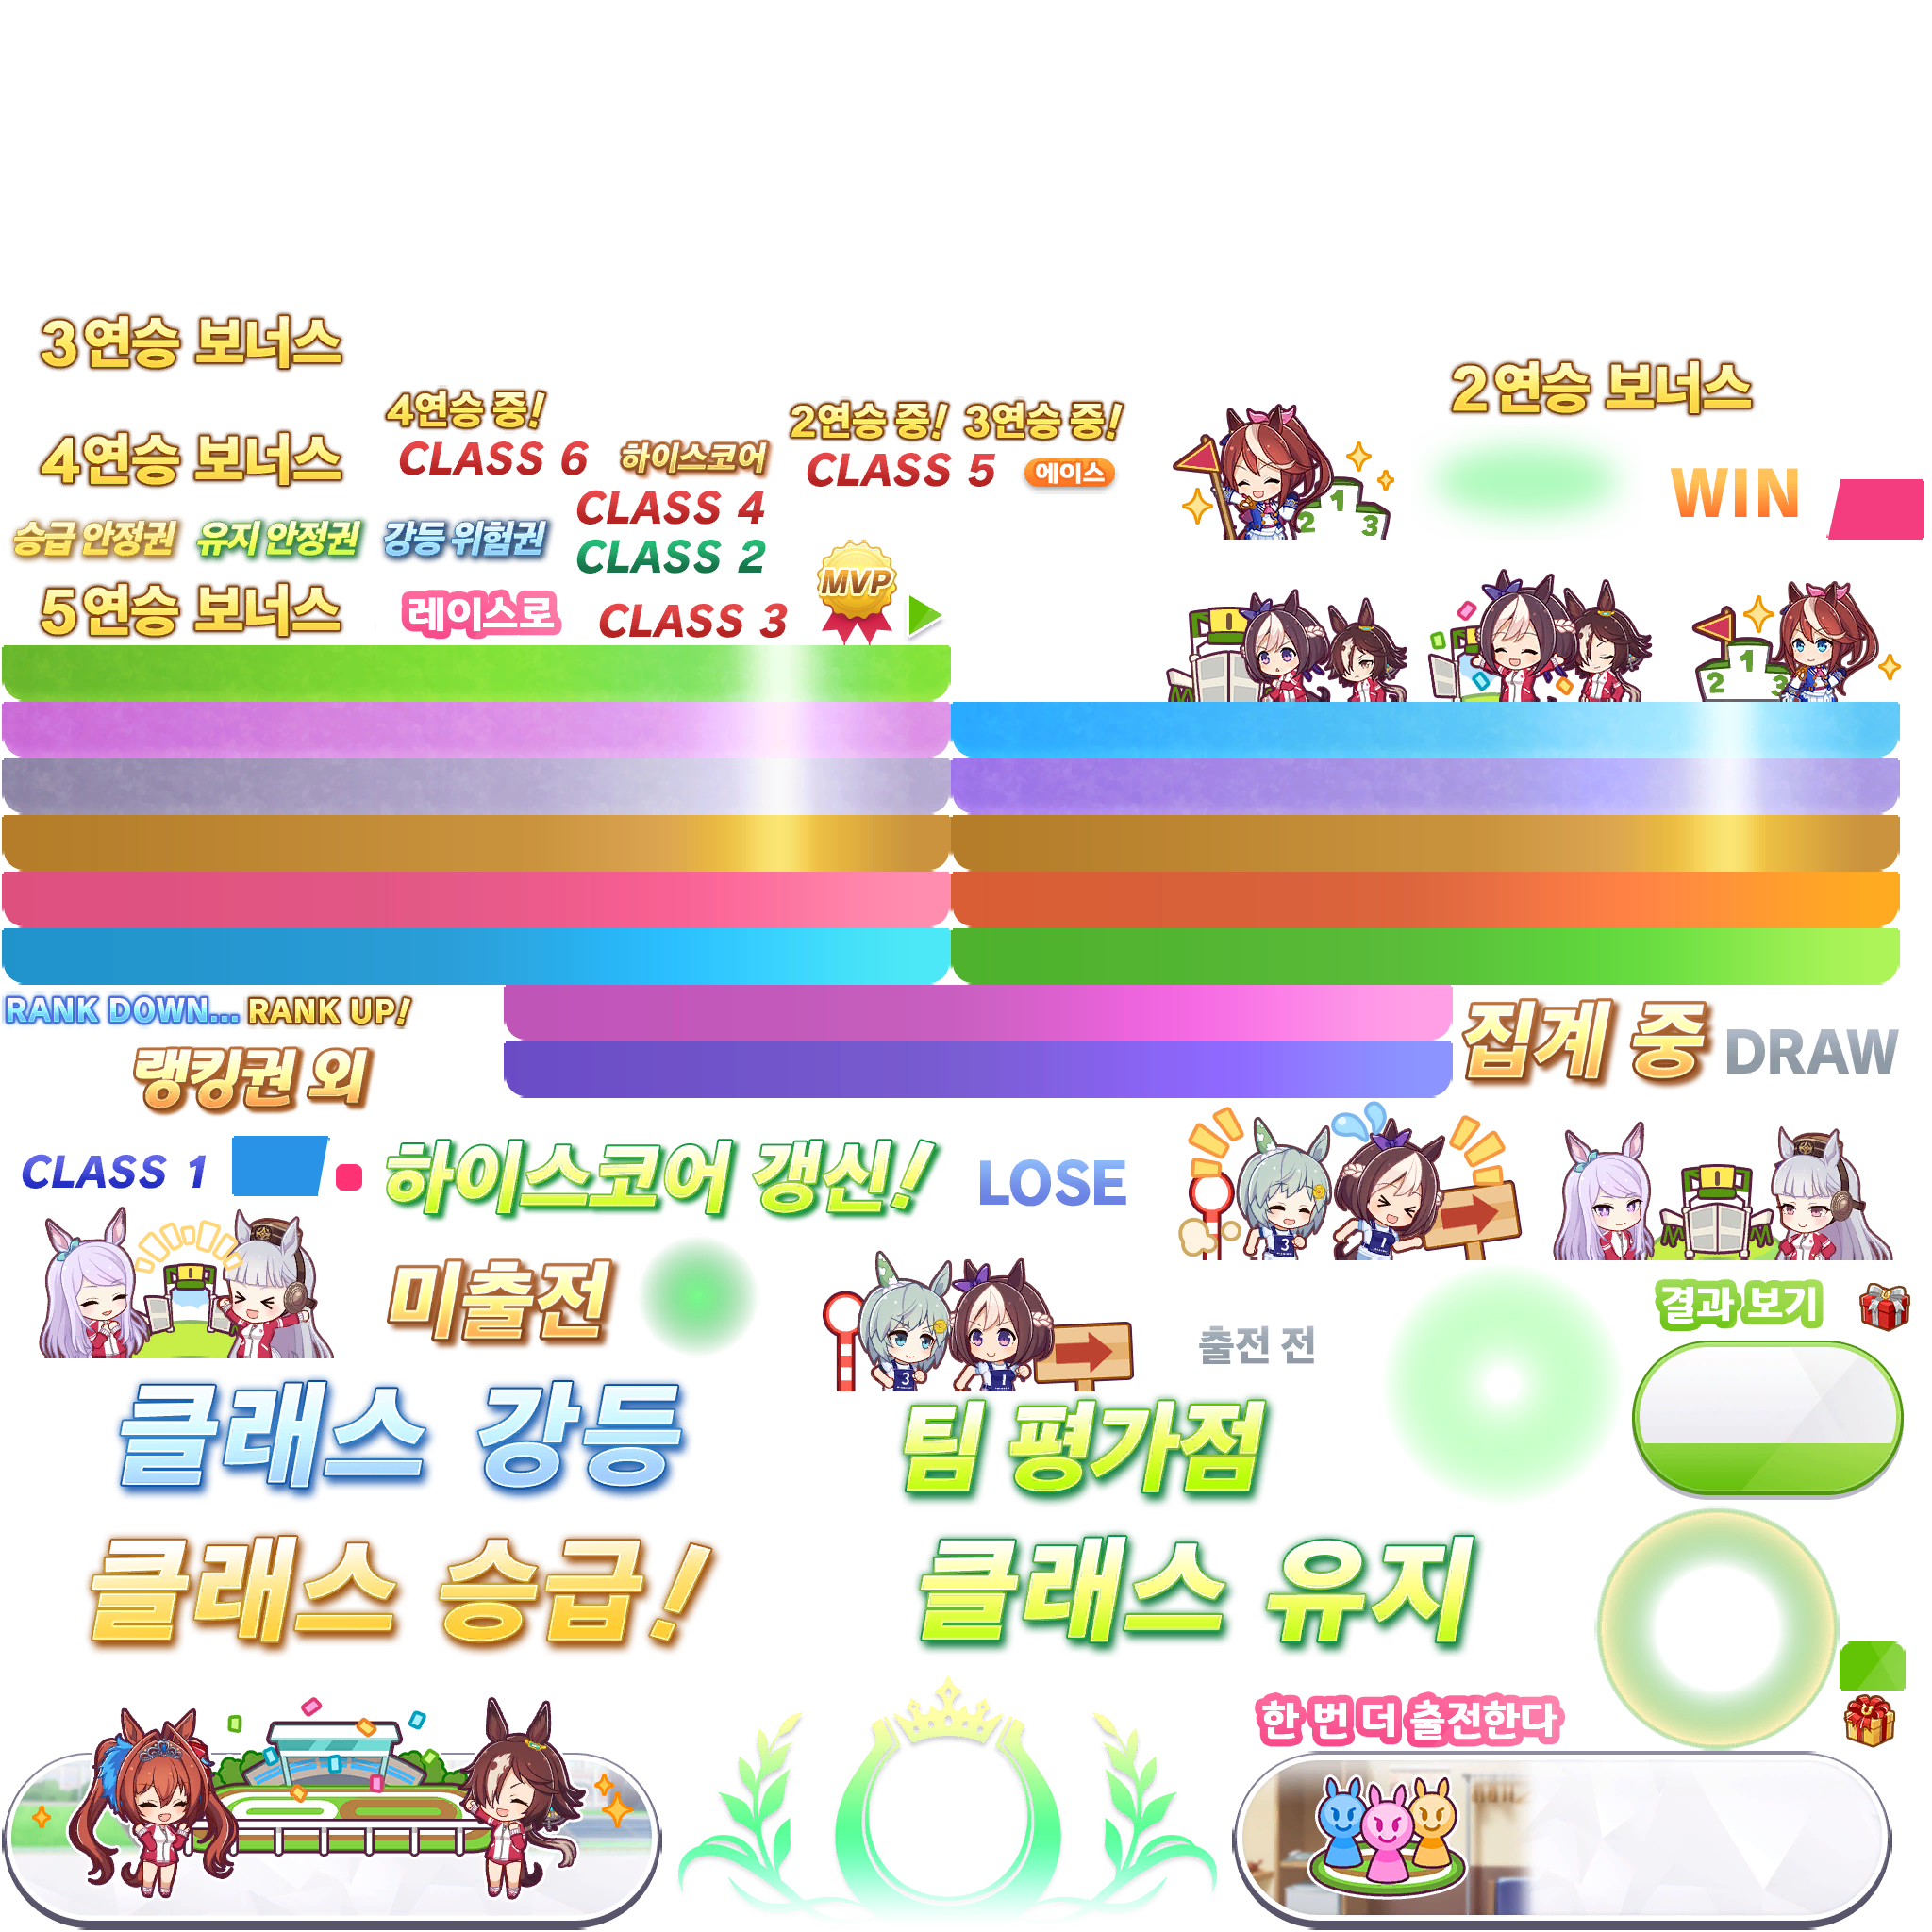 3연승 보너스
2연승 보너스
4연승 중!
2연승 중!
3연승 중!
4연승 보너스
CLASS 6
하이스코어
CLASS 5
에이스
WIN
1
2
3
CLASS 4
승급 안정권
유지 안정권
강등 위험권
CLASS 2
MVP
5연승 보너스
레이스로
CLASS 3
1
2
3
RANK DOWN...
RANK UP!
집계 중
DRAW
랭킹권 외
CLASS 1
하이스코어 갱신!
LOSE
3
1
미출전
결과 보기
출전 전
3
1
클래스 강등
팀 평가점
클래스 승급!
클래스 유지
한 번 더 출전한다